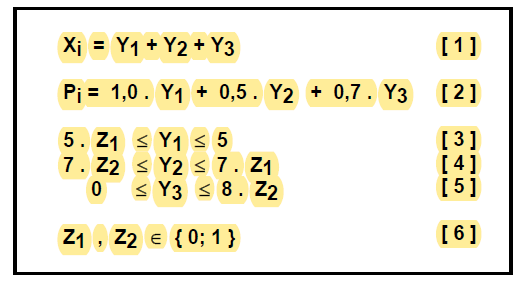 Xi = Y1 + Y2 + Y3 [ 1 ]
Pi = 1,0 . Y1 + 0,5 . Y2 + 0,7 . Y3 [ 2 ]
5 . Z1 ≤ Y1 ≤ 5 [ 3 ]
7 . Z2 ≤ Y2 ≤ 7 . Z1 [ 4 ]
0 ≤ Y3 ≤ 8 . Z2 [ 5 ]
Z1 , Z2 ∈ { 0; 1 } [ 6 ]